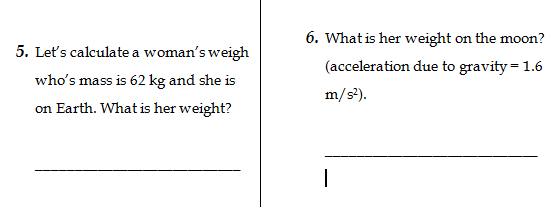 5. Let's calculate a woman's weigh
who's mass is 62 kg and she is
on Earth. What is her weight?
6. What is her weight on the moon?
(acceleration due to gravity = 1.6
m/s²).